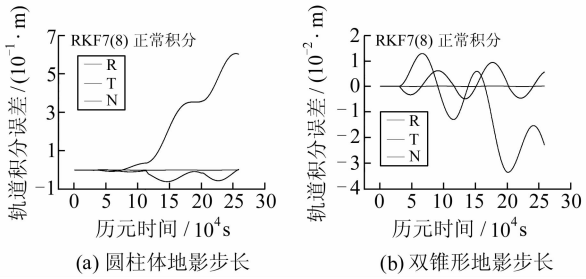 RKF7(8) 正常积分
R
T
N
轨道积分误差 / (10⁻¹ · m)
7
5
3
1
−1
0 5 10 15 20 25 30
历元时间 / 10⁴s
(a) 圆柱体地影步长
RKF7(8) 正常积分
R
T
N
轨道积分误差 / (10⁻² · m)
2
1
0
−1
−2
−3
−4
0 5 10 15 20 25 30
历元时间 / 10⁴s
(b) 双锥形地影步长